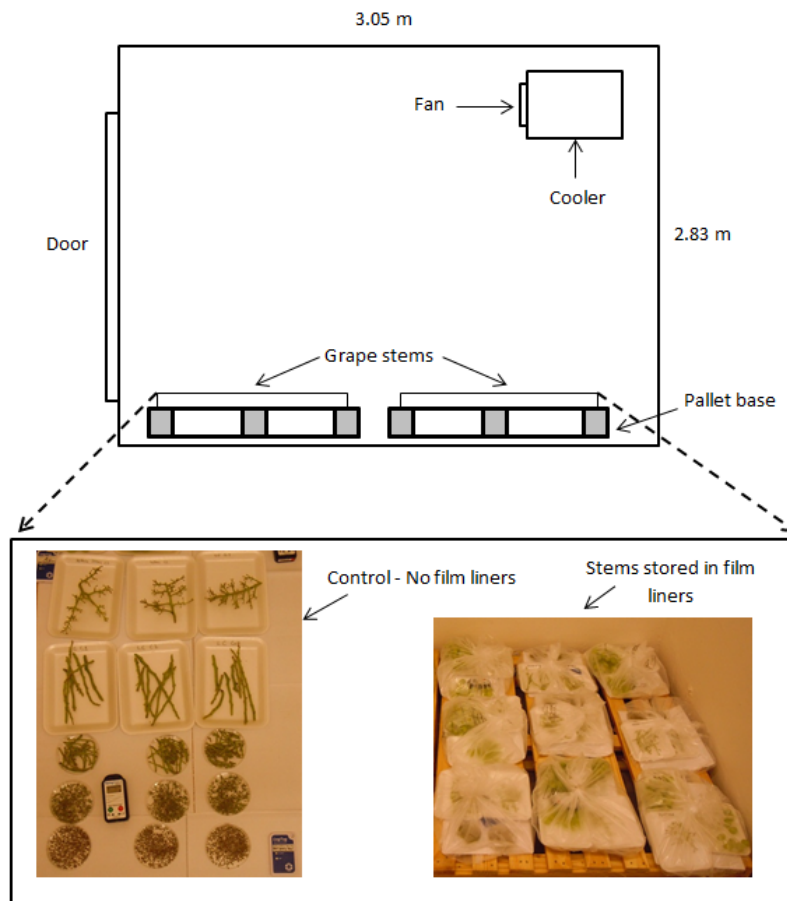 3.05 m
Fan
Cooler
Door
2.83 m
Grape stems
Pallet base
Control - No film liners
Stems stored in film
liners